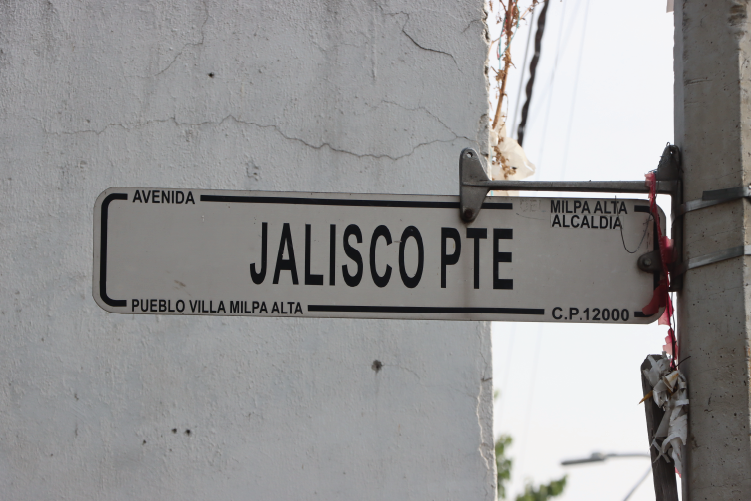 AVENIDA
MILPA ALTA
ALCALDIA
JALISCO PTE
PUEBLO VILLA MILPA ALTA
C.P.12000